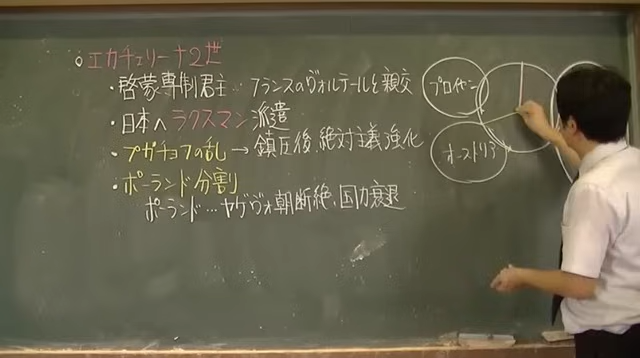 エカチェリーナ2世
・啓蒙専制君主… フランスのヴォルテールと親交
・日本へラクスマン派遣
・プガチョフの乱 → 鎮圧後、絶対主義強化
・ポーランド分割
ポーランド…ヤゲヴォ朝断絶、国力衰退
プロイセン
オーストリア